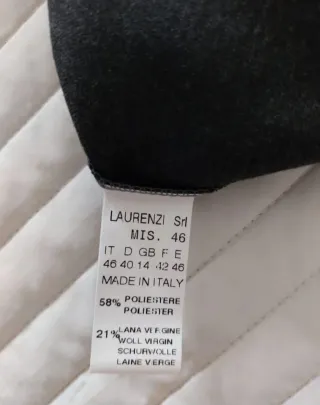 LAURENZI Srl
MIS. 46
IT D GB F E
46 40 14 42 46
MADE IN ITALY
58% POLIESTERE
POLIESTER
21% LANA VERGINE
WOLL VIRGIN
SCHURWOLLE
LAINE VIERGE